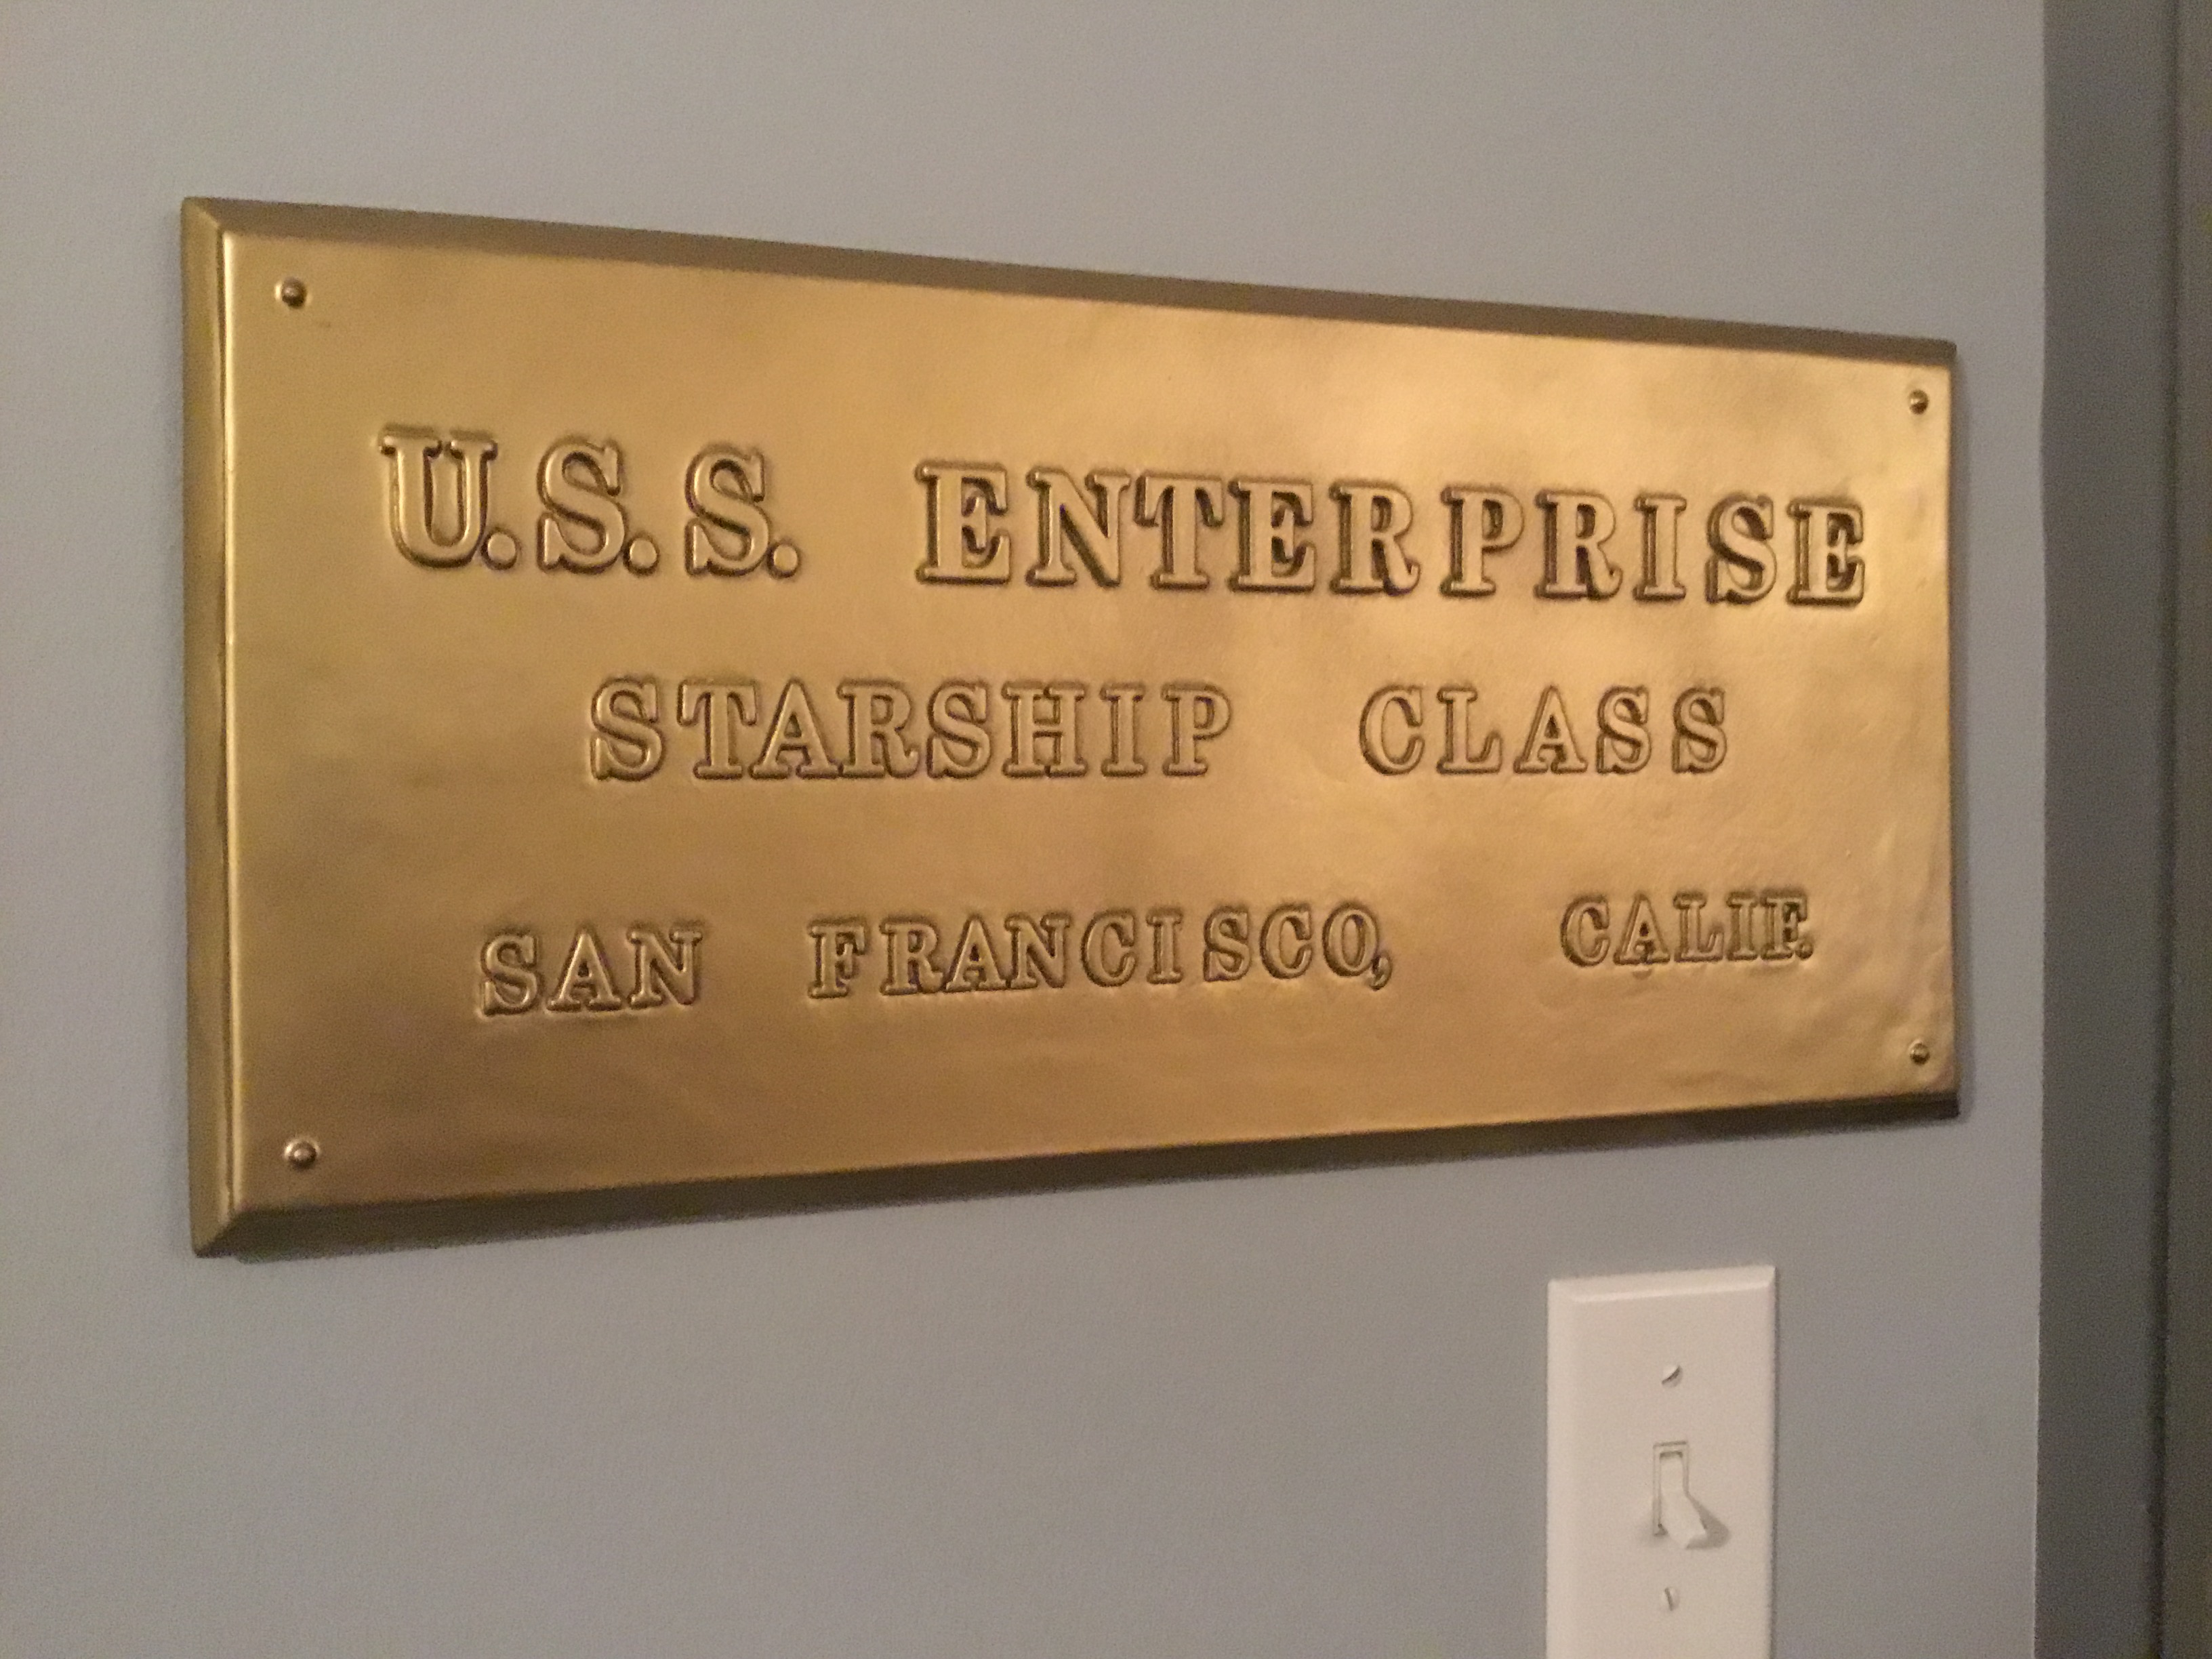 U.S.S. ENTERPRISE
STARSHIP CLASS
SAN FRANCISCO, CALIF.